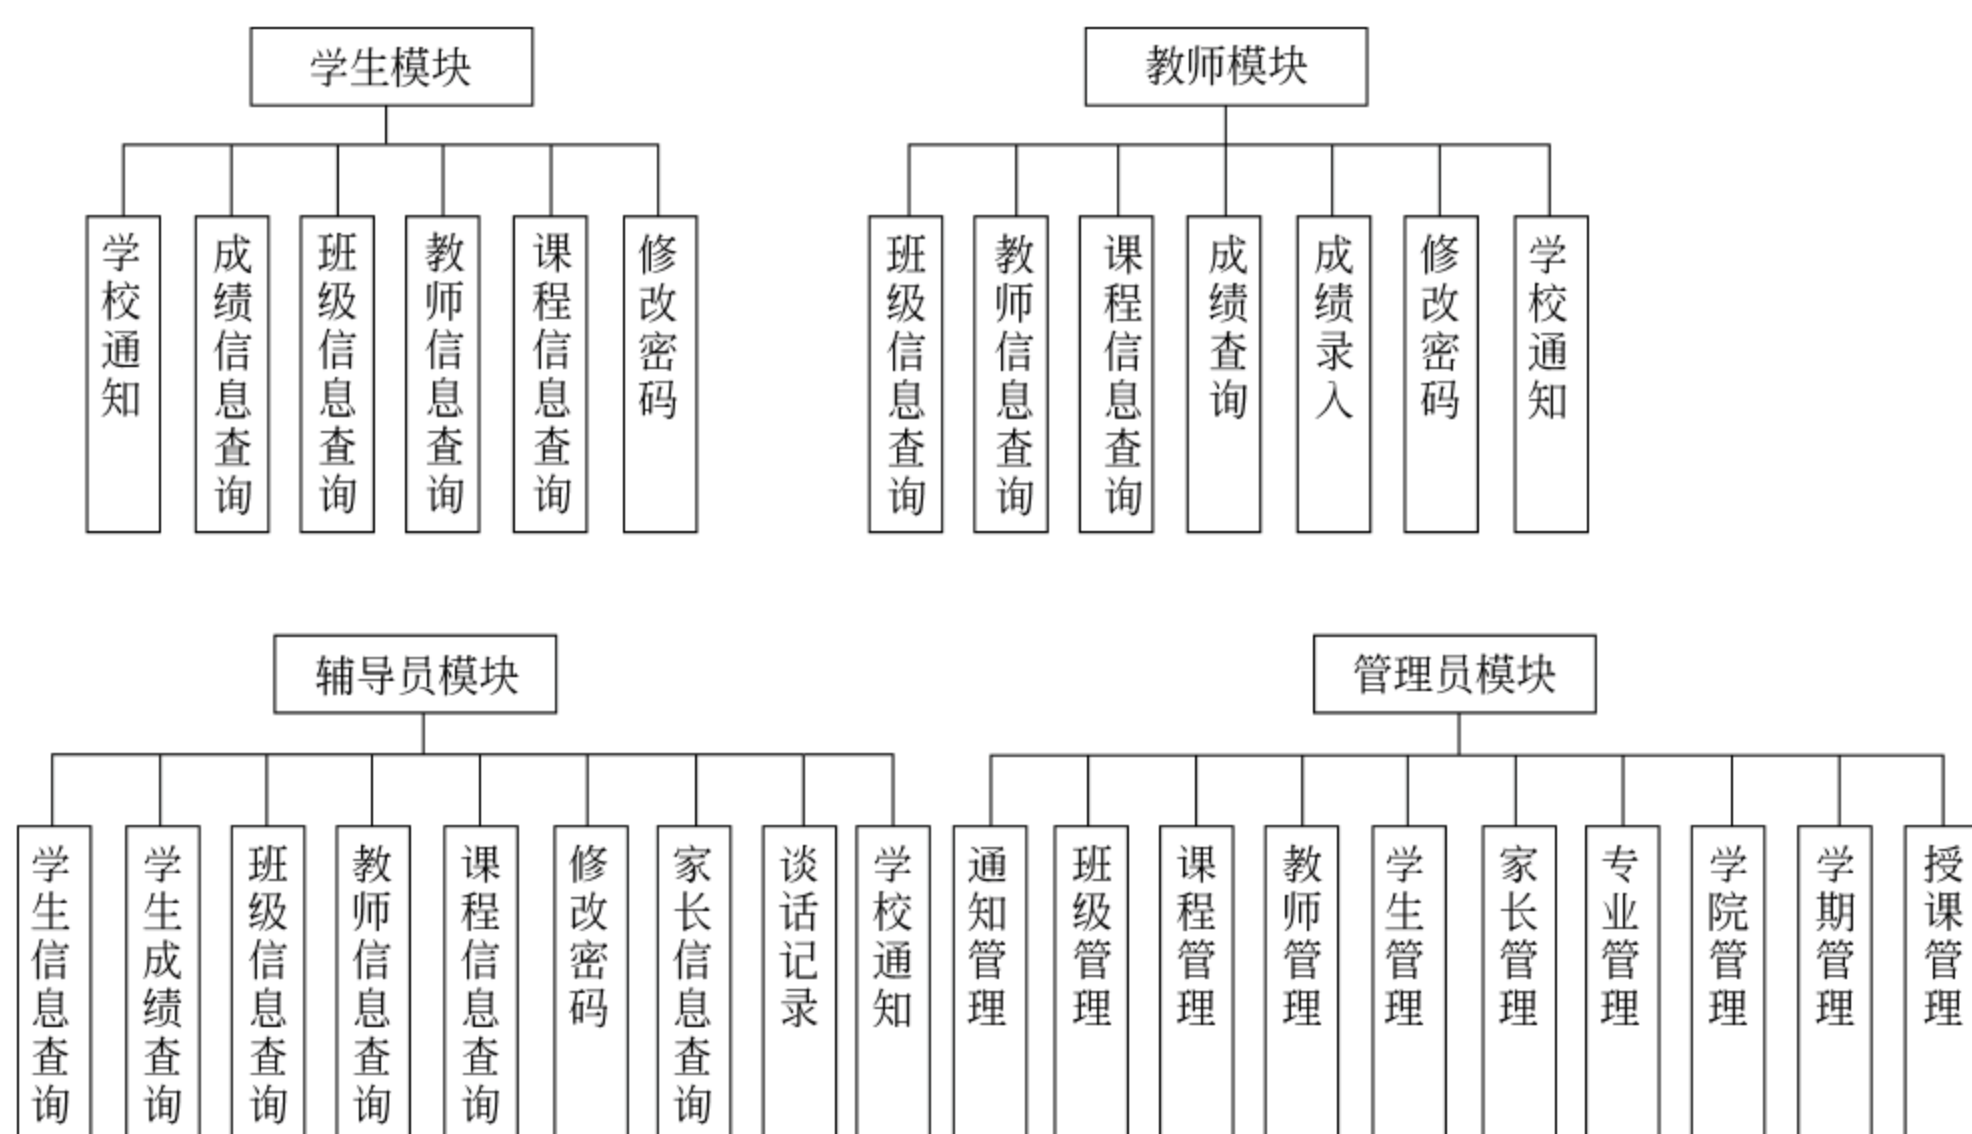 学生模块
学校通知
成绩信息查询
班级信息查询
教师信息查询
课程信息查询
修改密码
教师模块
班级信息查询
教师信息查询
课程信息查询
成绩查询
成绩录入
修改密码
学校通知
辅导员模块
学生信息查询
学生成绩查询
班级信息查询
教师信息查询
课程信息查询
修改密码
家长信息查询
谈话记录
学校通知
管理员模块
通知管理
班级管理
课程管理
教师管理
学生管理
家长管理
专业管理
学院管理
学期管理
授课管理